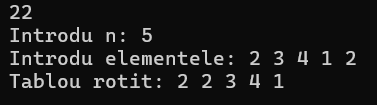 22
Introdu n: 5
Introdu elementele: 2 3 4 1 2
Tablou rotit: 2 2 3 4 1